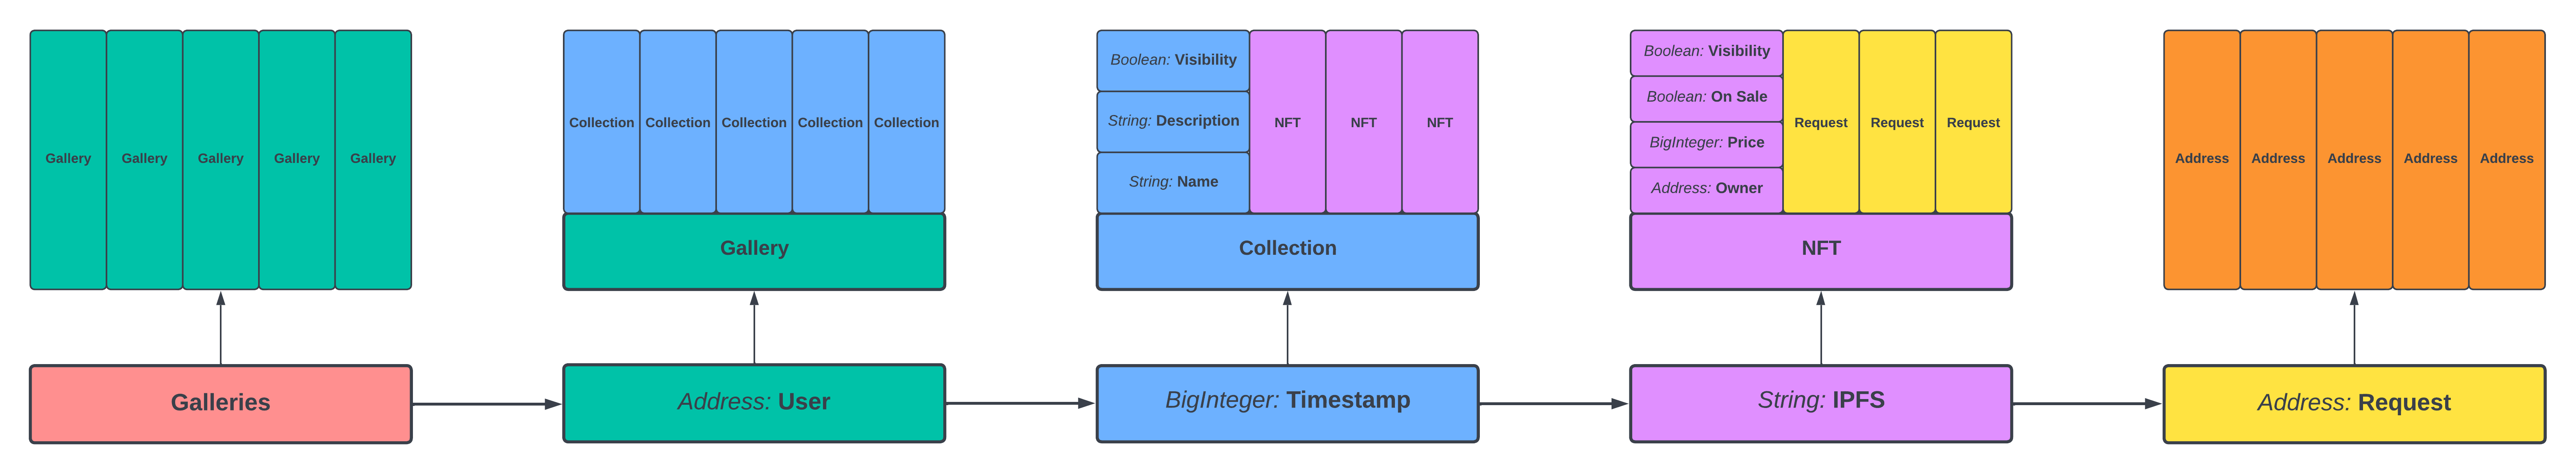 Gallery Gallery Gallery Gallery Gallery
Galleries
Collection Collection Collection Collection Collection
Gallery
Address: User
Boolean: Visibility
String: Description
String: Name
NFT NFT NFT
Collection
BigInteger: Timestamp
Boolean: Visibility
Boolean: On Sale
BigInteger: Price
Address: Owner
Request Request Request
NFT
String: IPFS
Address Address Address Address Address
Address: Request